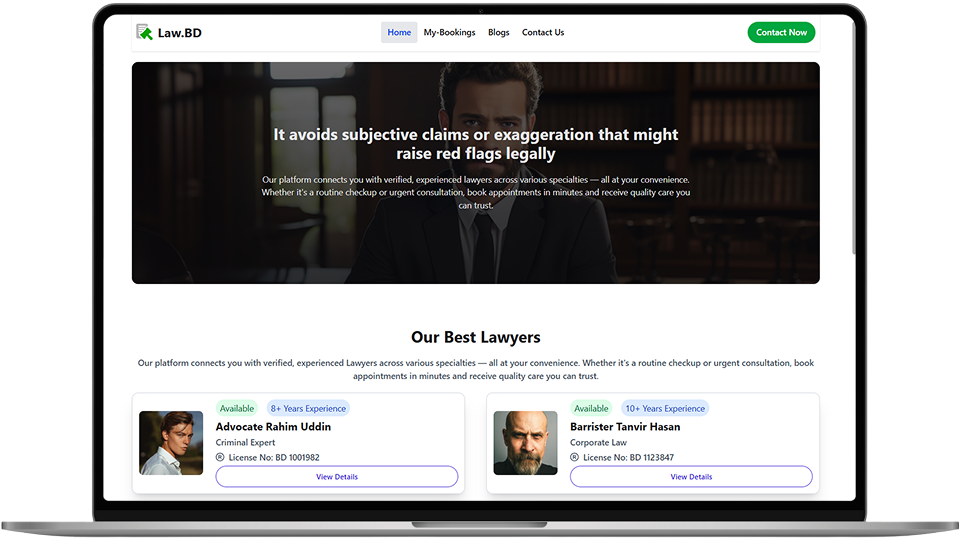 Law.BD
Home My-Bookings Blogs Contact Us
Contact Now
It avoids subjective claims or exaggeration that might
raise red flags legally
Our platform connects you with verified, experienced lawyers across various specialties — all at your convenience.
Whether it's a routine checkup or urgent consultation, book appointments in minutes and receive quality care you
can trust.
Our Best Lawyers
Our platform connects you with verified, experienced Lawyers across various specialties — all at your convenience. Whether it's a routine checkup or urgent consultation, book
appointments in minutes and receive quality care you can trust.
Available 8+ Years Experience
Advocate Rahim Uddin
Criminal Expert
® License No: BD 1001982
View Details
Available 10+ Years Experience
Barrister Tanvir Hasan
Corporate Law
® License No: BD 1123847
View Details